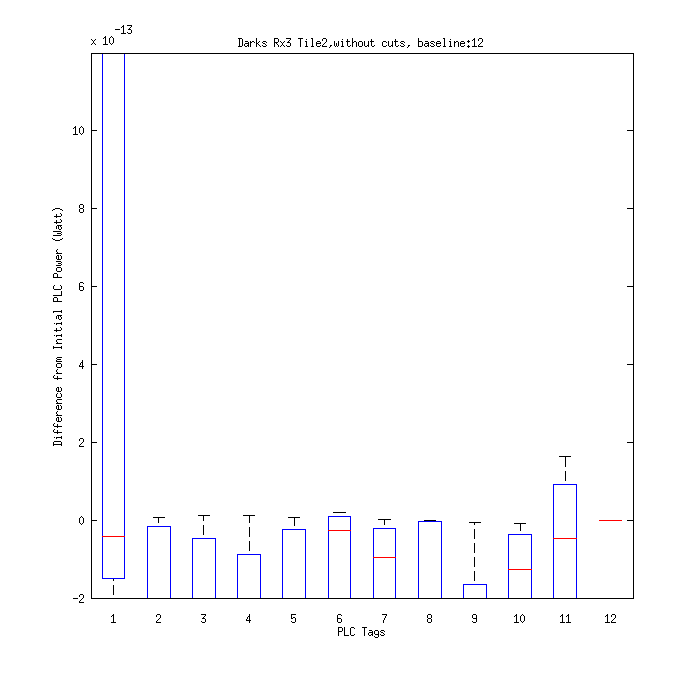 x 10^-13
Darks Rx3 Tile2,without cuts, baseline:12
10
8
6
4
2
0
-2
Difference from Initial PLC Power (Watt)
1 2 3 4 5 6 7 8 9 10 11 12
PLC Tags